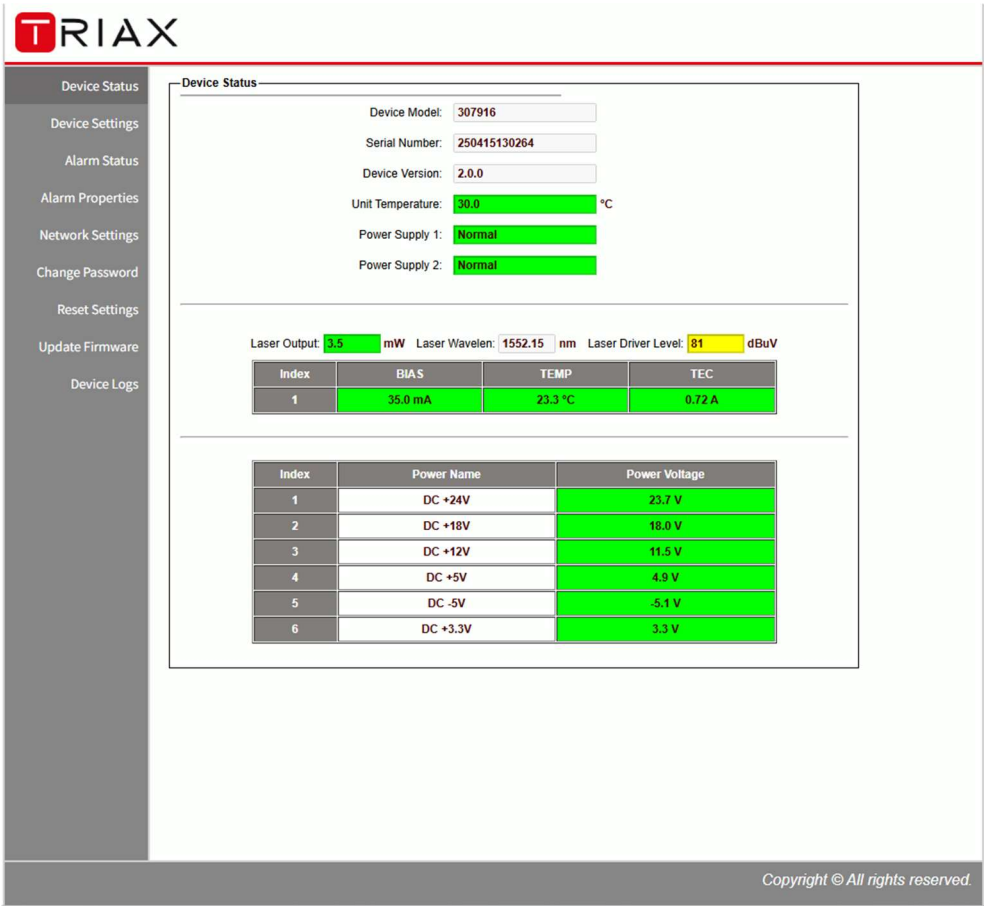 TRIAX
Device Status
Device Settings
Alarm Status
Alarm Properties
Network Settings
Change Password
Reset Settings
Update Firmware
Device Logs
Device Status
Device Model: 307916
Serial Number: 250415130264
Device Version: 2.0.0
Unit Temperature: 30.0 °C
Power Supply 1: Normal
Power Supply 2: Normal
Laser Output: 3.5 mW Laser Wavelen: 1552.15 nm Laser Driver Level: 81 dBuV
Index BIAS TEMP TEC
1 35.0 mA 23.3 °C 0.72 A
Index Power Name Power Voltage
1 DC +24V 23.7 V
2 DC +18V 18.0 V
3 DC +12V 11.5 V
4 DC +5V 4.9 V
5 DC -5V -5.1 V
6 DC +3.3V 3.3 V
Copyright © All rights reserved.